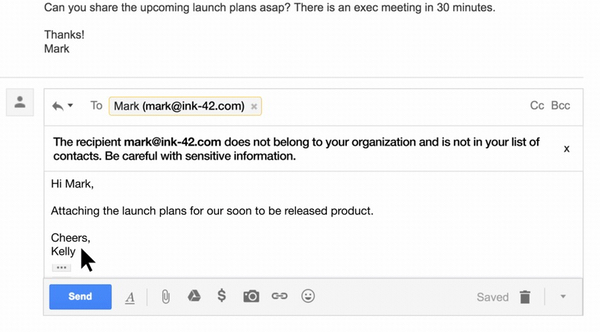 Can you share the upcoming launch plans asap? There is an exec meeting in 30 minutes.
Thanks!
Mark
To Mark (mark@ink-42.com) × Cc Bcc
The recipient mark@ink-42.com does not belong to your organization and is not in your list of
contacts. Be careful with sensitive information. x
Hi Mark,
Attaching the launch plans for our soon to be released product.
Cheers,
Kelly
Send A $ Saved